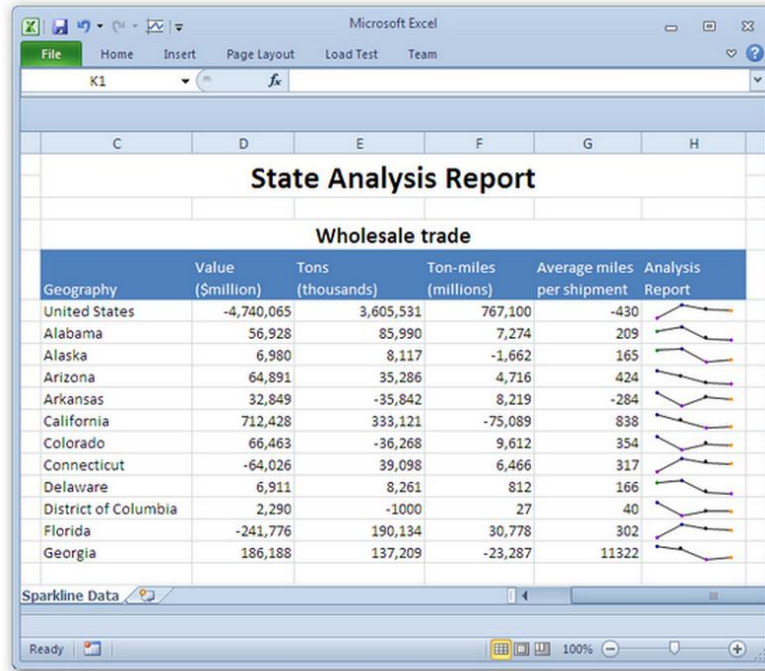 Microsoft Excel
File Home Insert Page Layout Load Test Team
K1 fx
C D E F G H
State Analysis Report
Wholesale trade
Geography Value ($million) Tons (thousands) Ton-miles (millions) Average miles per shipment Analysis Report
United States -4,740,065 3,605,531 767,100 -430
Alabama 56,928 85,990 7,274 209
Alaska 6,980 8,117 -1,662 165
Arizona 64,891 35,286 4,716 424
Arkansas 32,849 -35,842 8,219 -284
California 712,428 333,121 -75,089 838
Colorado 66,463 -36,268 9,612 354
Connecticut -64,026 39,098 6,466 317
Delaware 6,911 8,261 812 166
District of Columbia 2,290 -1000 27 40
Florida -241,776 190,134 30,778 302
Georgia 186,188 137,209 -23,287 11322
Sparkline Data
Ready 100%